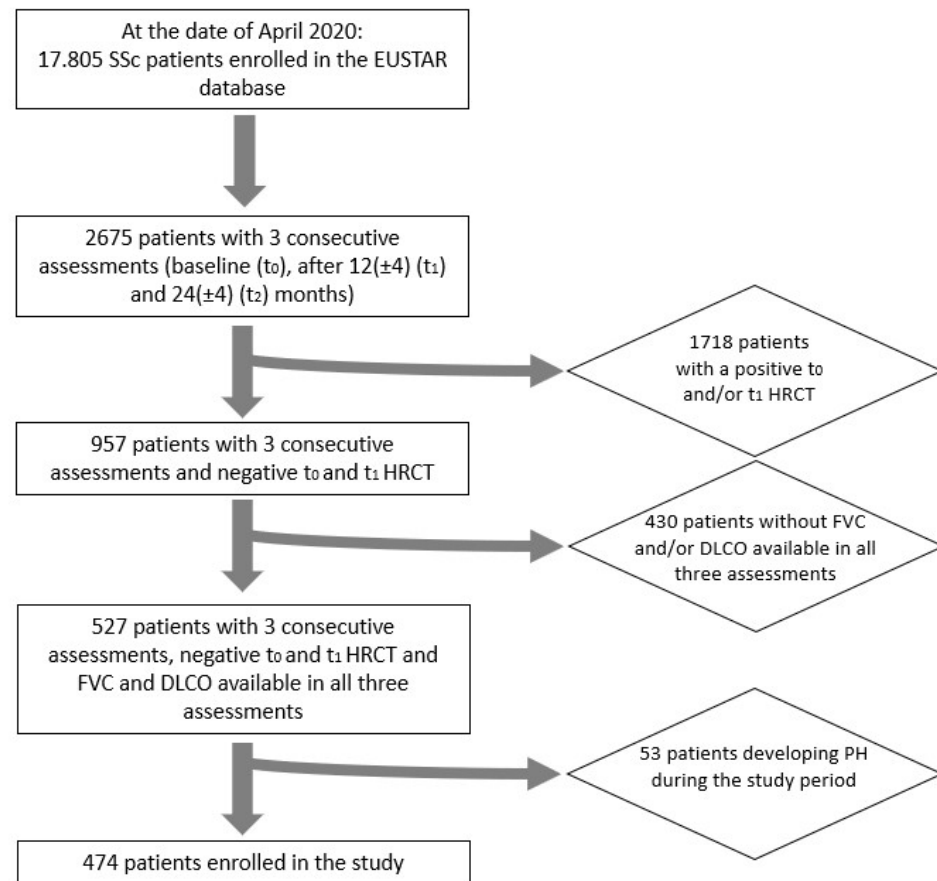 At the date of April 2020:
17.805 SSc patients enrolled in the EUSTAR
database
2675 patients with 3 consecutive
assessments (baseline (t₀), after 12(±4) (t₁)
and 24(±4) (t₂) months)
1718 patients
with a positive t₀
and/or t₁ HRCT
957 patients with 3 consecutive
assessments and negative t₀ and t₁ HRCT
430 patients without FVC
and/or DLCO available in all
three assessments
527 patients with 3 consecutive
assessments, negative t₀ and t₁ HRCT and
FVC and DLCO available in all three
assessments
53 patients developing PH
during the study period
474 patients enrolled in the study